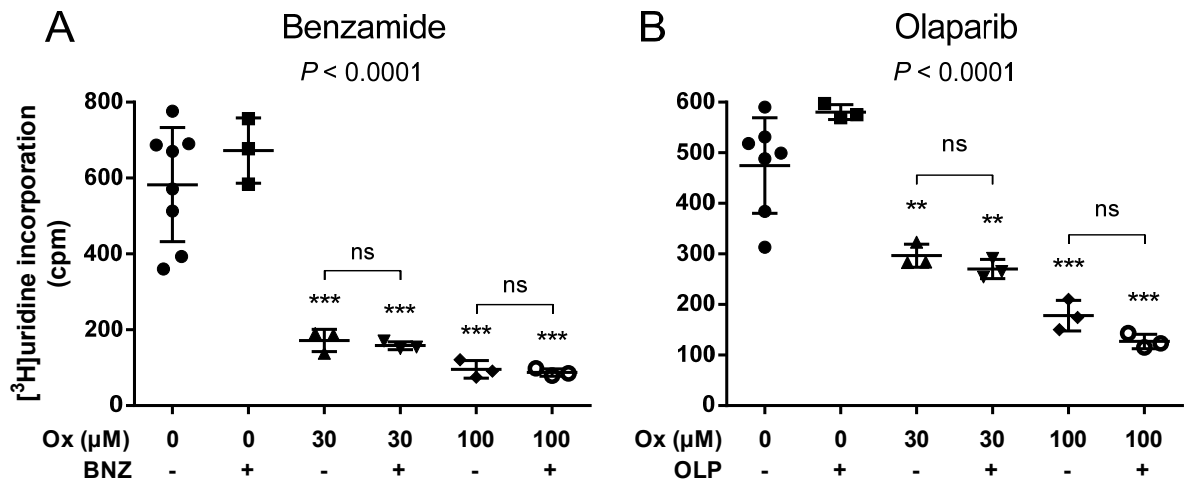 A
Benzamide
P < 0.0001
[³H]uridine incorporation
(cpm)
800
600
400
200
0
ns
ns
***
***
***
***
Ox (µM) 0 0 30 30 100 100
BNZ - + - + - +
B
Olaparib
P < 0.0001
600
500
400
300
200
100
0
ns
ns
**
**
***
***
0 0 30 30 100 100
OLP - + - + - +